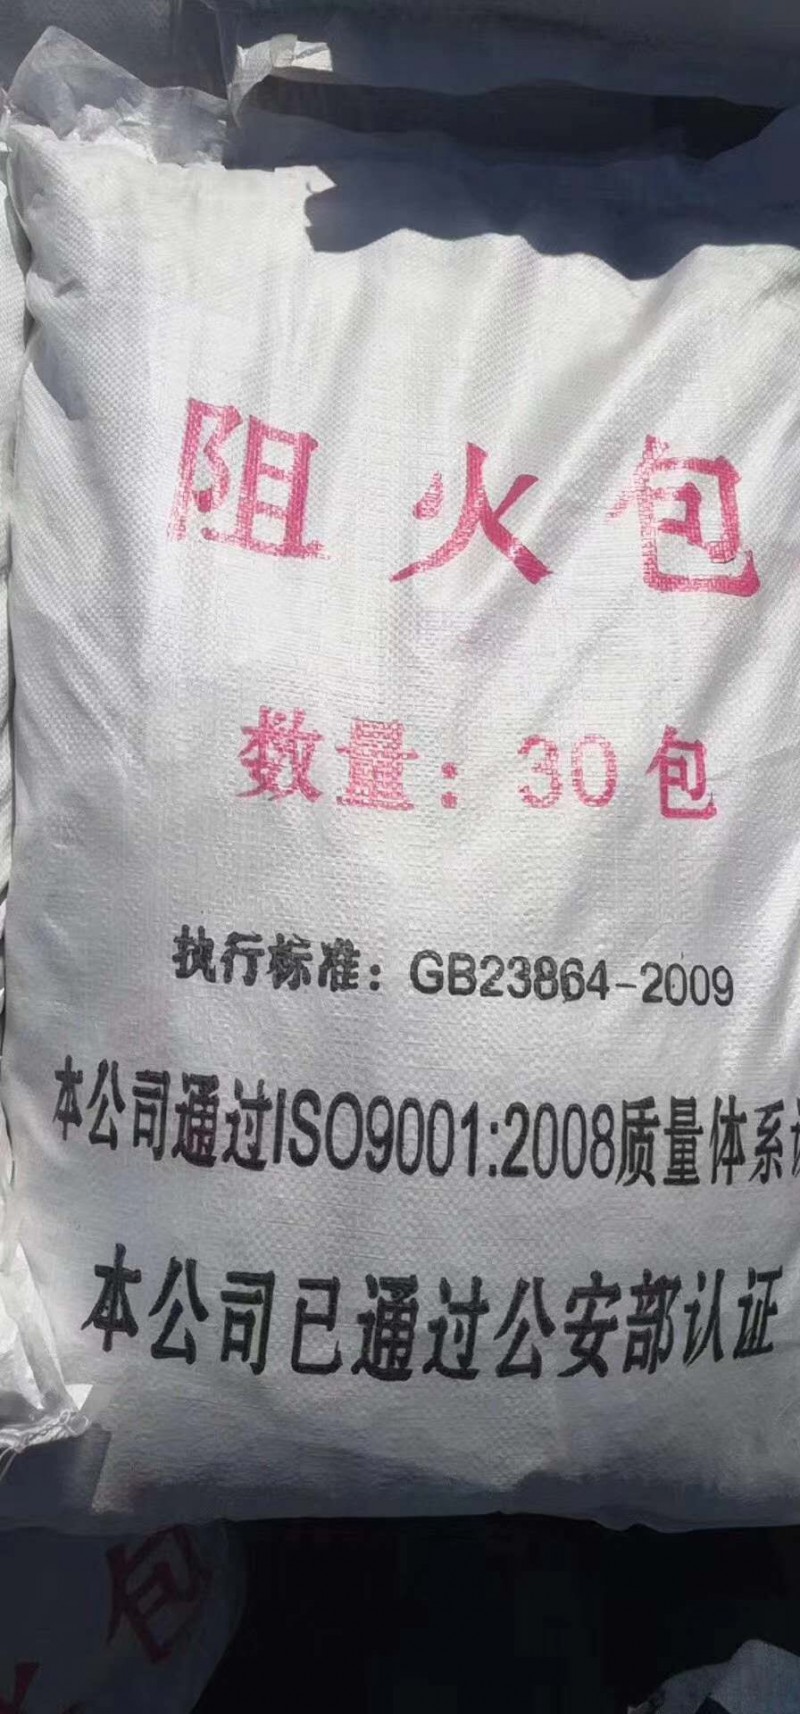 阻火包
数量：30包
执行标准：GB23864-2009
本公司通过ISO9001:2008质量体系
本公司已通过公安部认证
包